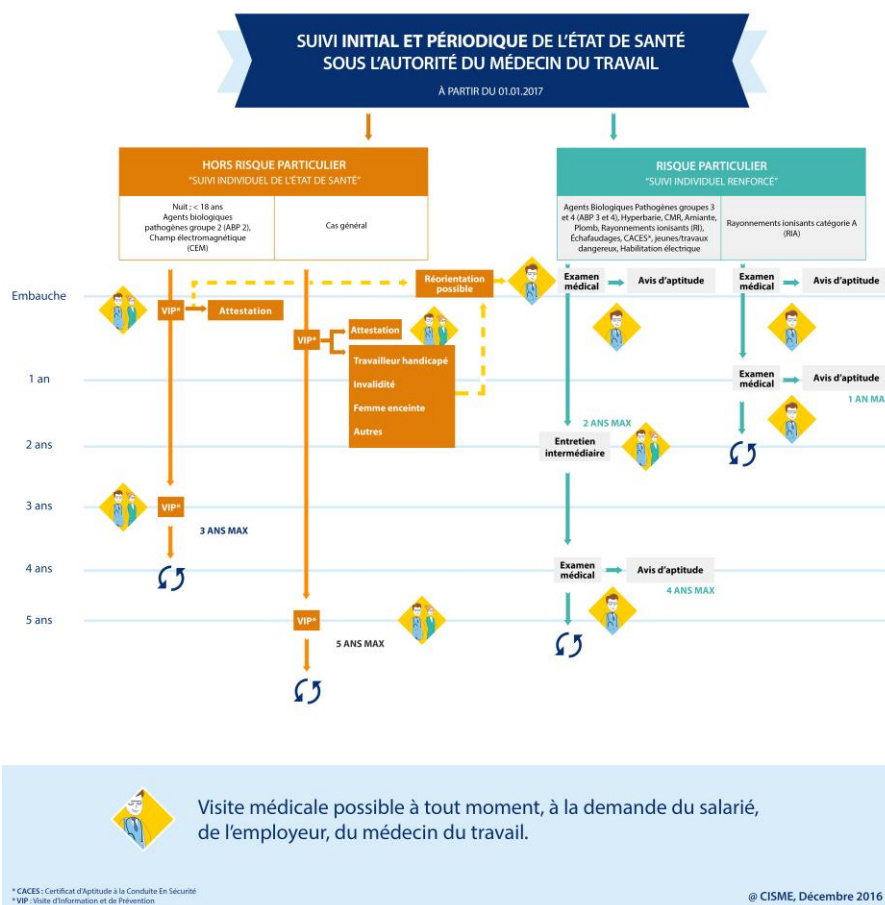 SUIVI INITIAL ET PÉRIODIQUE DE L'ÉTAT DE SANTÉ
SOUS L'AUTORITÉ DU MÉDECIN DU TRAVAIL
À PARTIR DU 01.01.2017
HORS RISQUE PARTICULIER
"SUIVI INDIVIDUEL DE L'ÉTAT DE SANTÉ"
Nuit ; < 18 ans
Agents biologiques
pathogènes groupe 2 (ABP 2),
Champ électromagnétique
(CEM)
Cas général
RISQUE PARTICULIER
"SUIVI INDIVIDUEL RENFORCÉ"
Agents Biologiques Pathogènes groupes 3
et 4 (ABP 3 et 4), Hyperbarie, CMR, Amiante,
Plomb, Rayonnements ionisants (RI),
Échafaudages, CACES*, jeunes/travaux
dangereux, Habilitation électrique
Rayonnements ionisants catégorie A
(RIA)
Embauche
VIP*
Attestation
Réorientation
possible
Examen
médical
Avis d'aptitude
Examen
médical
Avis d'aptitude
VIP*
Attestation
Travailleur handicapé
Invalidité
Femme enceinte
Autres
1 an
Examen
médical
Avis d'aptitude
1 AN MA
2 ans
2 ANS MAX
Entretien
intermédiaire
3 ans
VIP*
3 ANS MAX
4 ans
Examen
médical
Avis d'aptitude
4 ANS MAX
5 ans
VIP*
5 ANS MAX
Visite médicale possible à tout moment, à la demande du salarié,
de l'employeur, du médecin du travail.
* CACES : Certificat d'Aptitude à la Conduite En Sécurité
* VIP : Visite d'Information et de Prévention
@ CISME, Décembre 2016